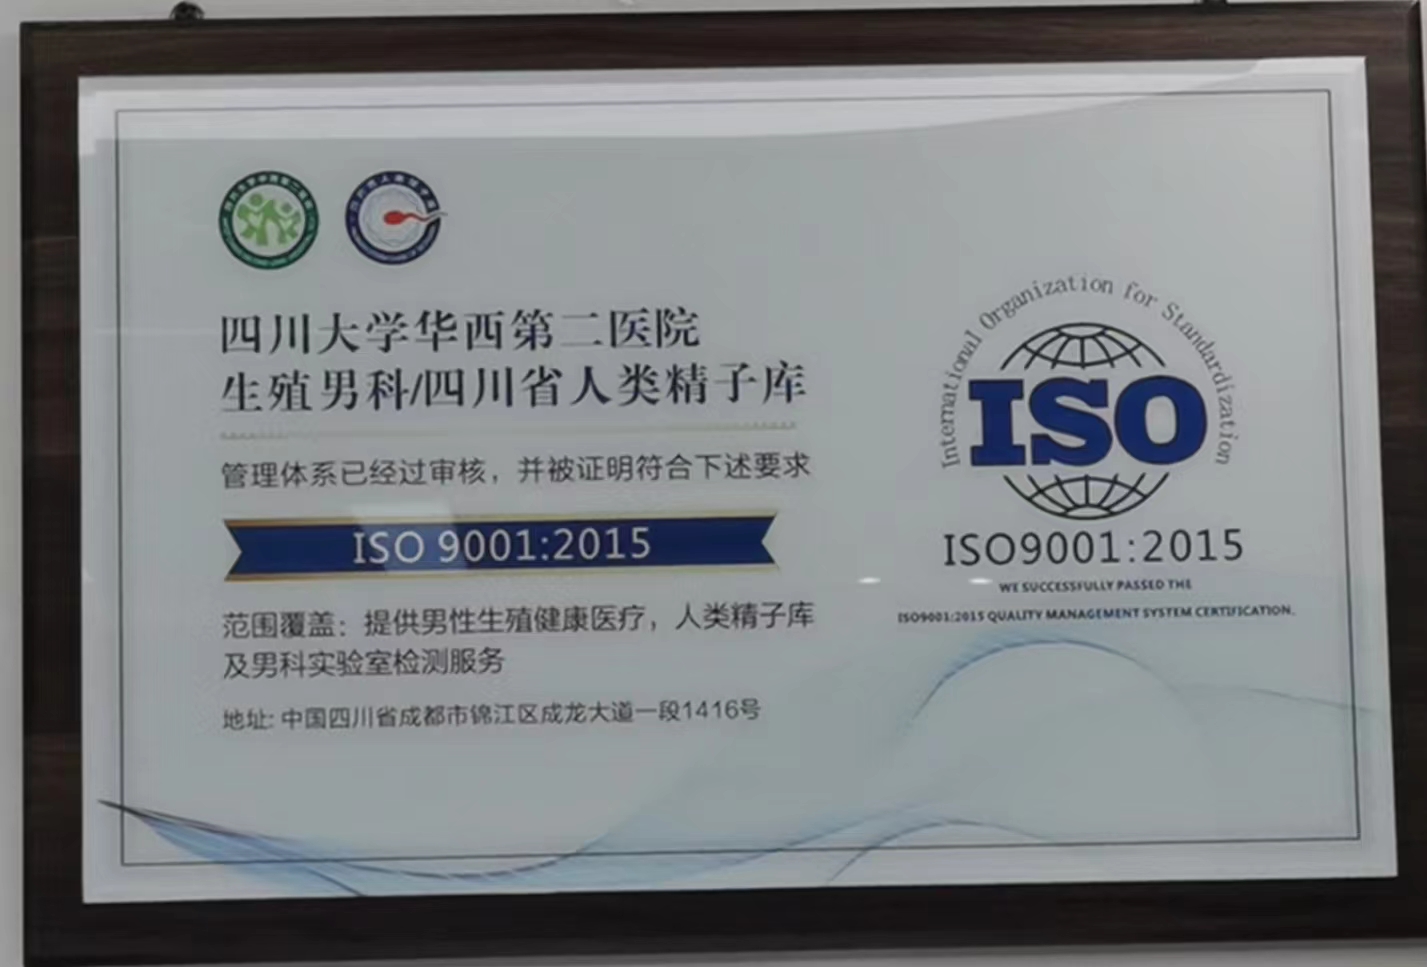 四川大学华西第二医院
生殖男科/四川省人类精子库
管理体系已经过审核，并被证明符合下述要求
ISO 9001:2015
范围覆盖：提供男性生殖健康医疗，人类精子库
及男科实验室检测服务
地址: 中国四川省成都市锦江区成龙大道一段1416号
International Organization for Standardization
ISO
ISO9001:2015
WE SUCCESSFULLY PASSED THE
ISO9001:2015 QUALITY MANAGEMENT SYSTEM CERTIFICATION.